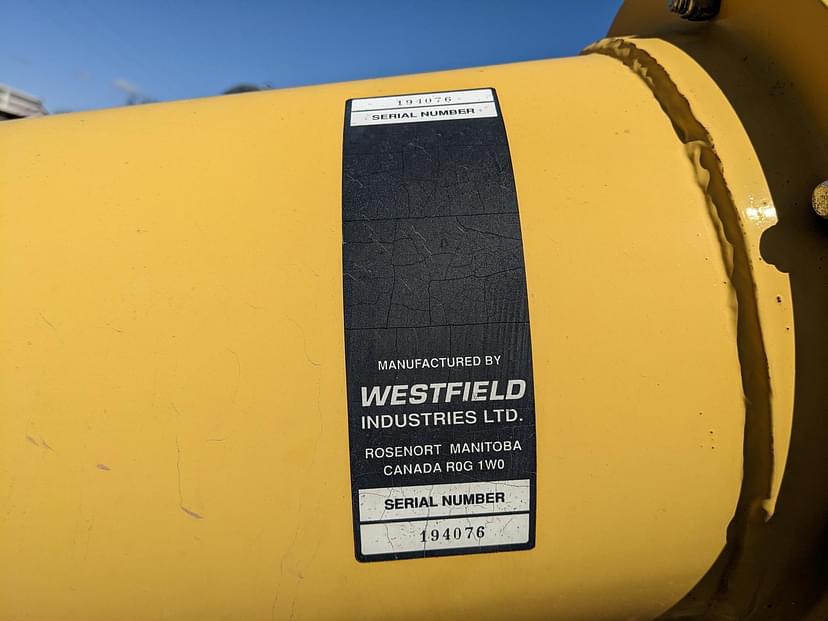 194076
SERIAL NUMBER
MANUFACTURED BY
WESTFIELD
INDUSTRIES LTD.
ROSENORT MANITOBA
CANADA R0G 1W0
SERIAL NUMBER
194076